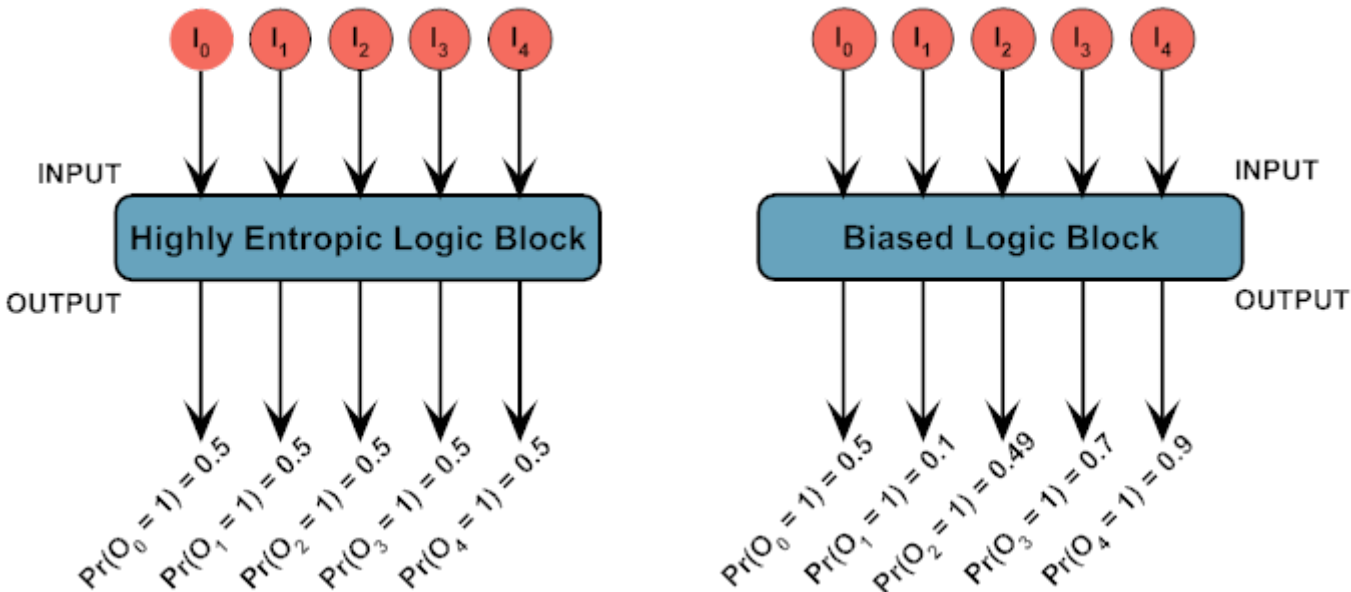 I0 I1 I2 I3 I4
I0 I1 I2 I3 I4
INPUT
INPUT
Highly Entropic Logic Block
Biased Logic Block
OUTPUT
OUTPUT
Pr(O0 = 1) = 0.5
Pr(O1 = 1) = 0.5
Pr(O2 = 1) = 0.5
Pr(O3 = 1) = 0.5
Pr(O4 = 1) = 0.5
Pr(O0 = 1) = 0.5
Pr(O1 = 1) = 0.1
Pr(O2 = 1) = 0.49
Pr(O3 = 1) = 0.7
Pr(O4 = 1) = 0.9